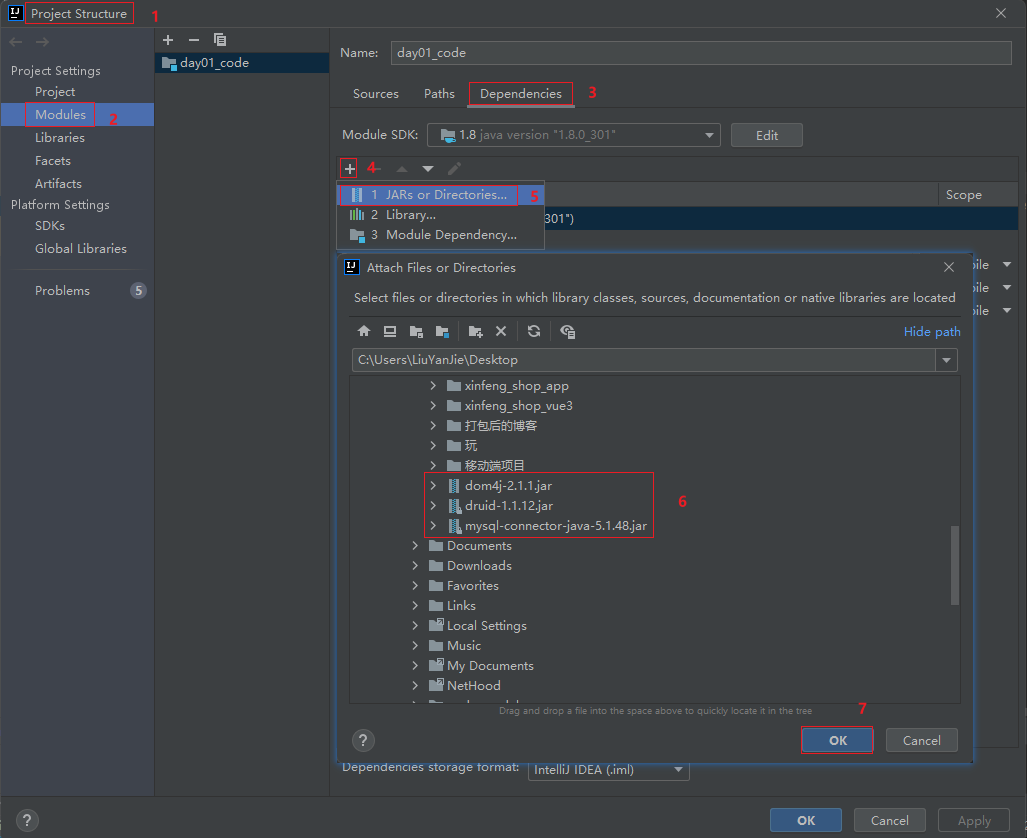 Project Structure 1
Name: day01_code
Project Settings
Project
Modules 2
Libraries
Facets
Artifacts
Platform Settings
SDKs
Global Libraries
Problems 5
day01_code
Sources Paths Dependencies 3
Module SDK: 1.8 java version "1.8.0_301" Edit
4
1 JARs or Directories... 5
2 Library...
3 Module Dependency...
Scope
301")
Attach Files or Directories
Select files or directories in which library classes, sources, documentation or native libraries are located
Hide path
C:\Users\LiuYanJie\Desktop
xinfeng_shop_app
xinfeng_shop_vue3
打包后的博客
玩
移动端项目
dom4j-2.1.1.jar
druid-1.1.12.jar 6
mysql-connector-java-5.1.48.jar
Documents
Downloads
Favorites
Links
Local Settings
Music
My Documents
NetHood
Drag and drop a file into the space above to quickly locate it in the tree
7
? OK Cancel
Dependencies storage format: IntelliJ IDEA (.iml)
? OK Cancel Apply